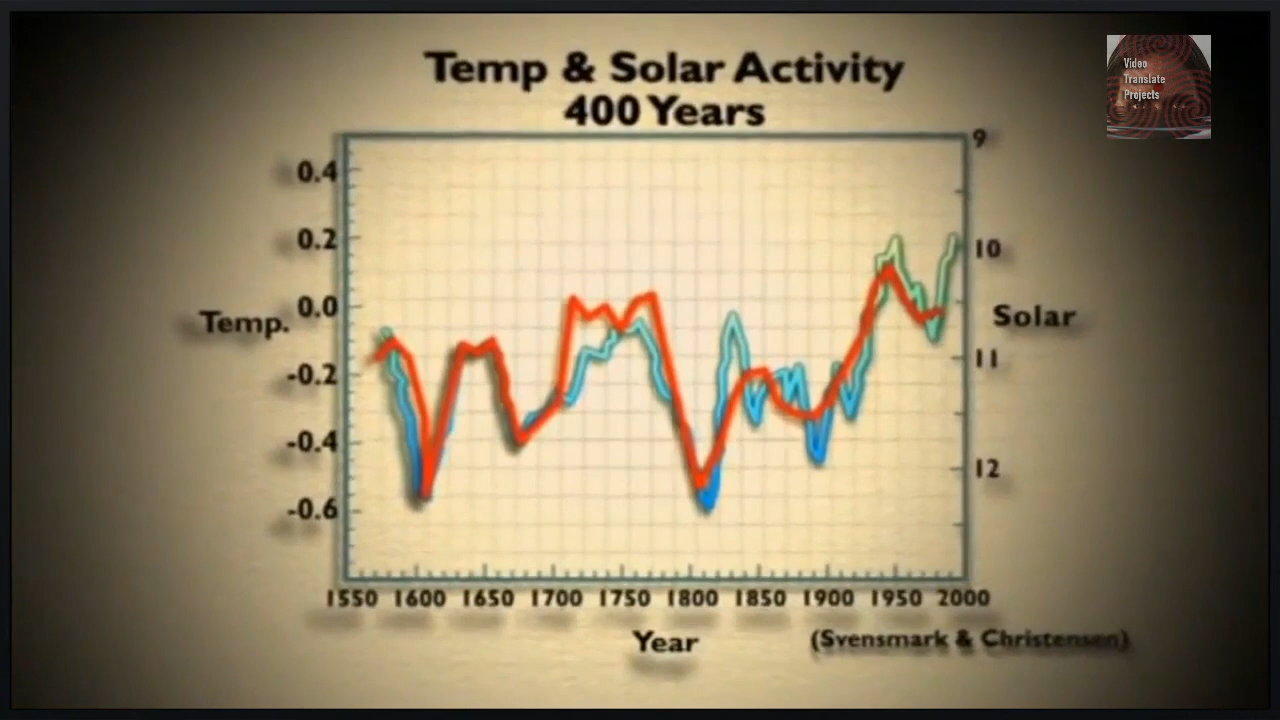 Temp & Solar Activity
400 Years
Video
Translate
Projects
9
0.4
0.2
10
0.0
Temp.
Solar
11
-0.2
-0.4
12
-0.6
1550 1600 1650 1700 1750 1800 1850 1900 1950 2000
Year
(Svensmark & Christensen)